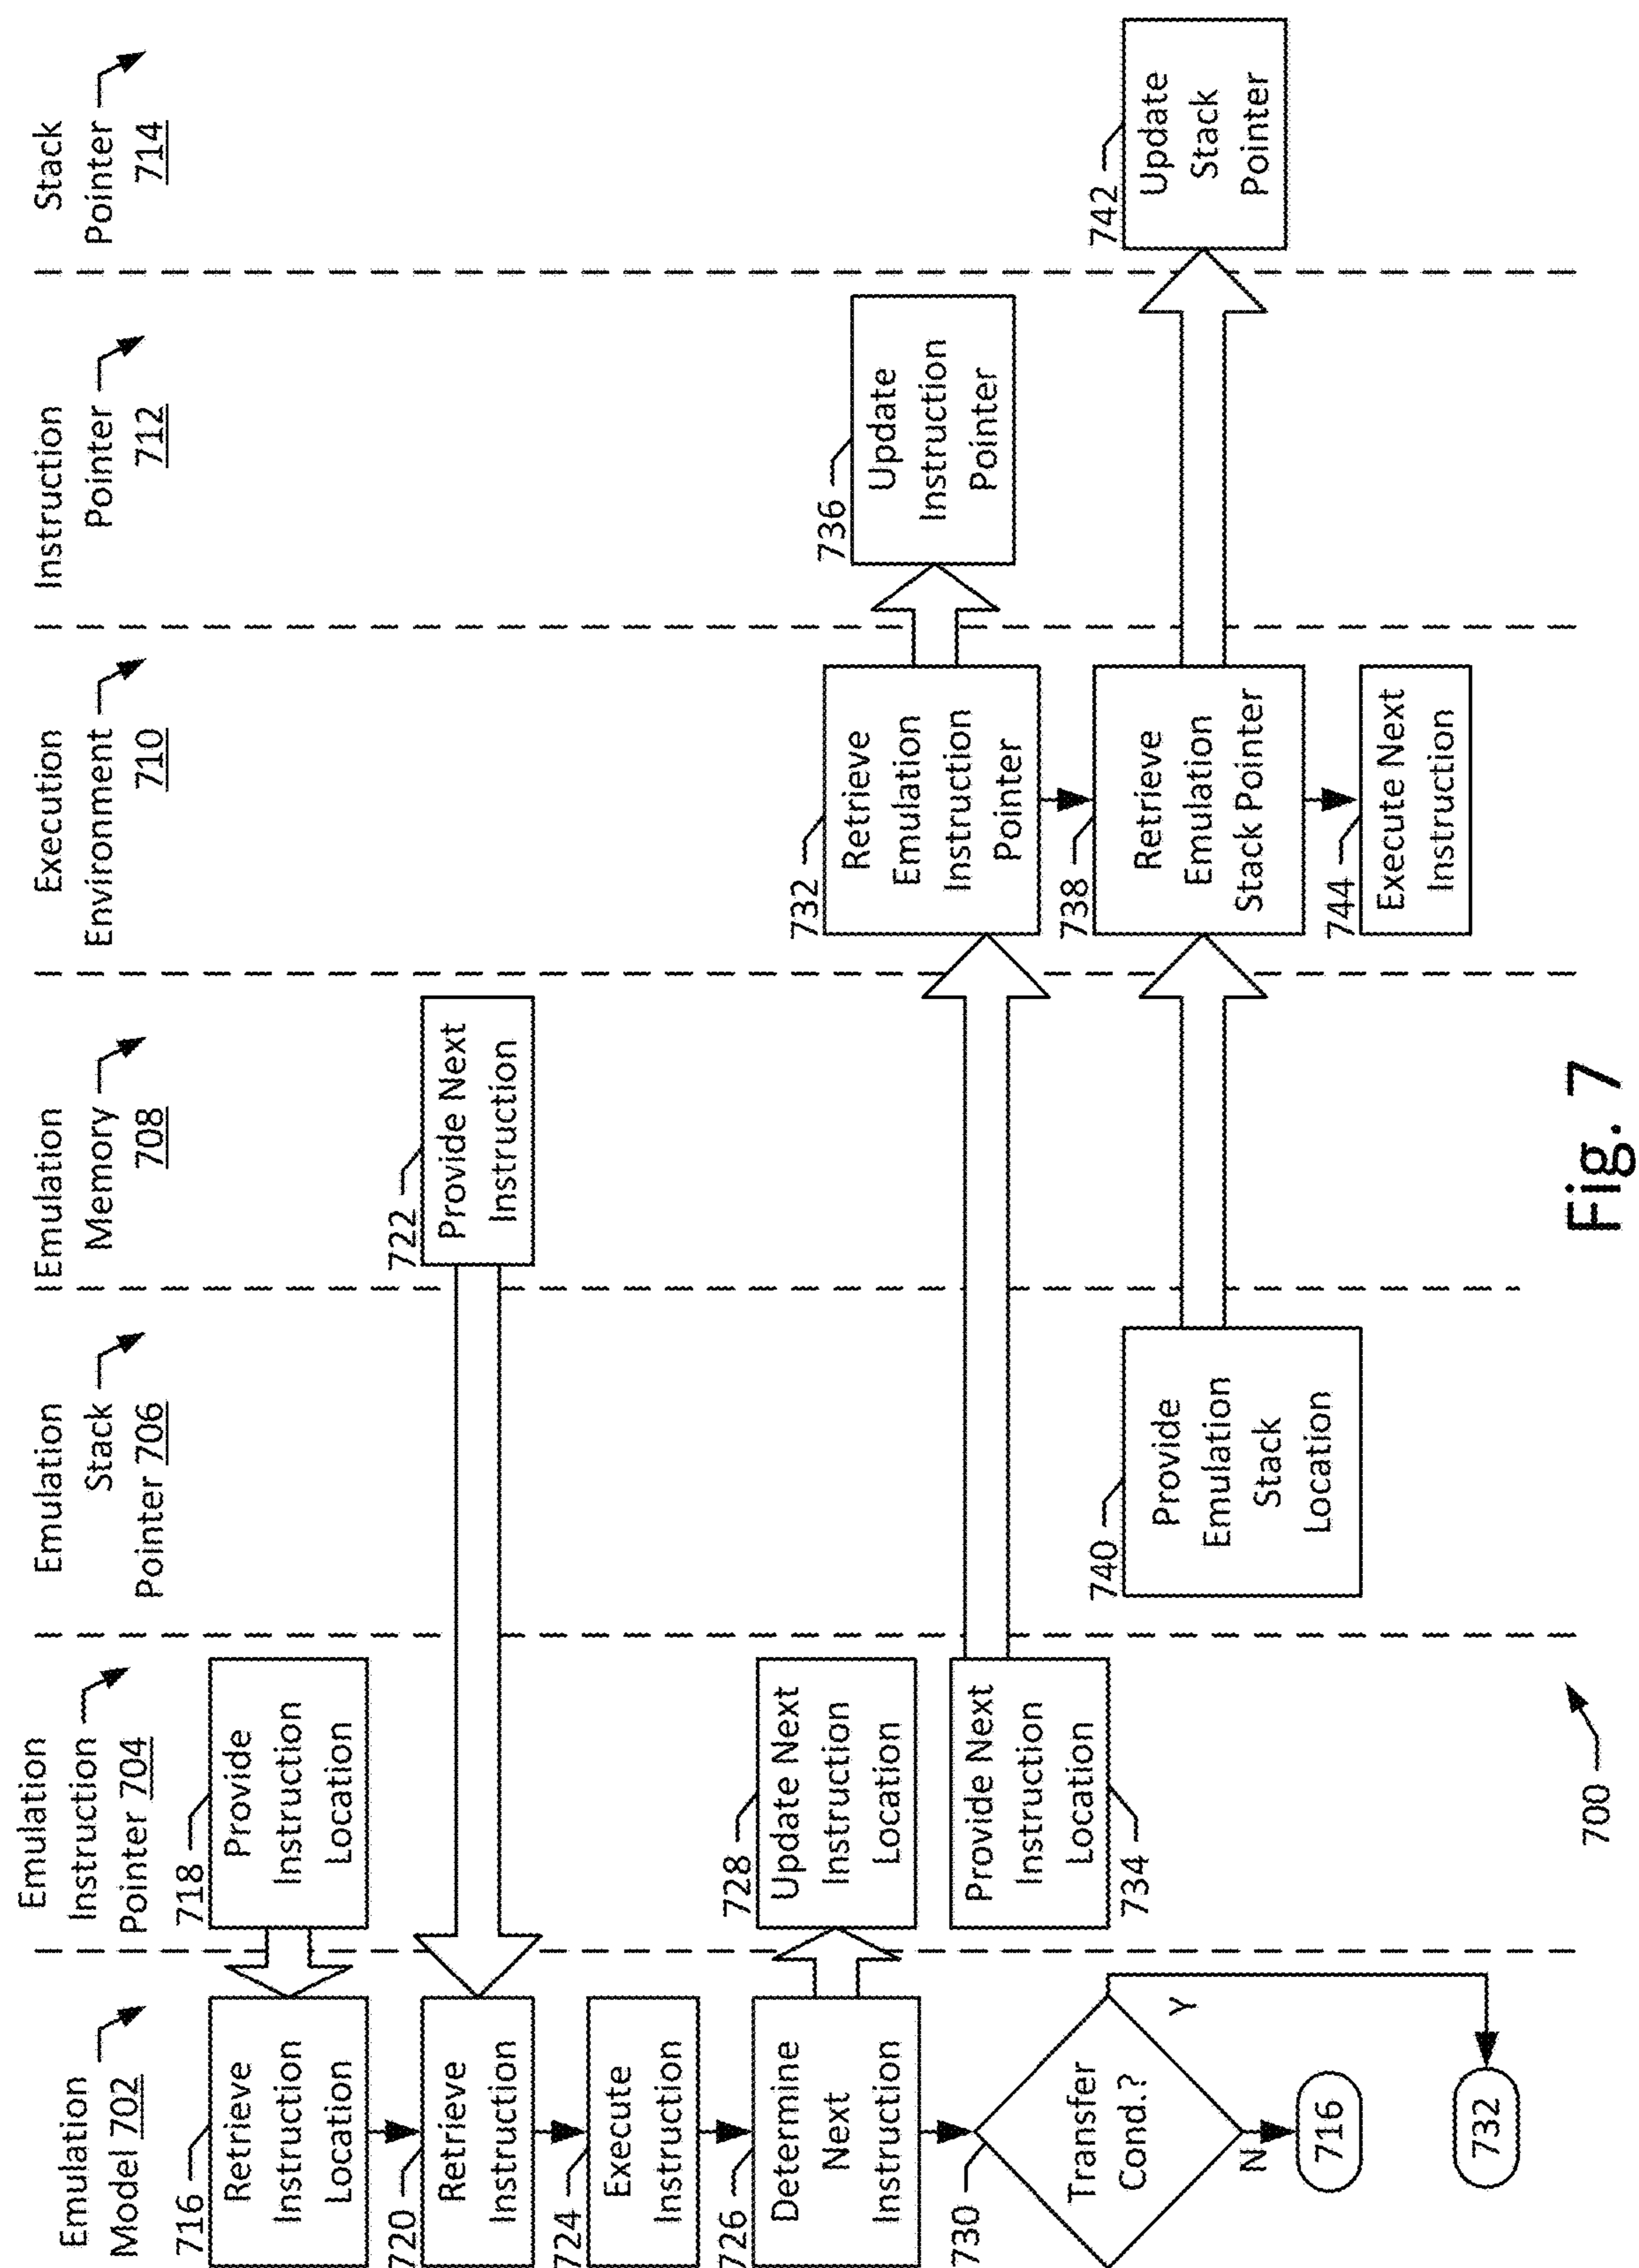 Emulation
Model 702
Emulation
Instruction
Pointer 704
Emulation
Stack
Pointer 706
Emulation
Memory
708
Execution
Environment
710
Instruction
Pointer
712
Stack
Pointer
714
716
Retrieve
Instruction
Location
718
Provide
Instruction
Location
720
Retrieve
Instruction
722
Provide Next
Instruction
724
Execute
Instruction
726
Determine
Next
Instruction
728
Update Next
Instruction
Location
730
Transfer
Cond.?
N
716
Y
732
732
Retrieve
Emulation
Instruction
Pointer
Provide Next
Instruction
Location
734
736
Update
Instruction
Pointer
738
Retrieve
Emulation
Stack Pointer
740
Provide
Emulation
Stack
Location
742
Update
Stack
Pointer
744
Execute Next
Instruction
700
Fig. 7